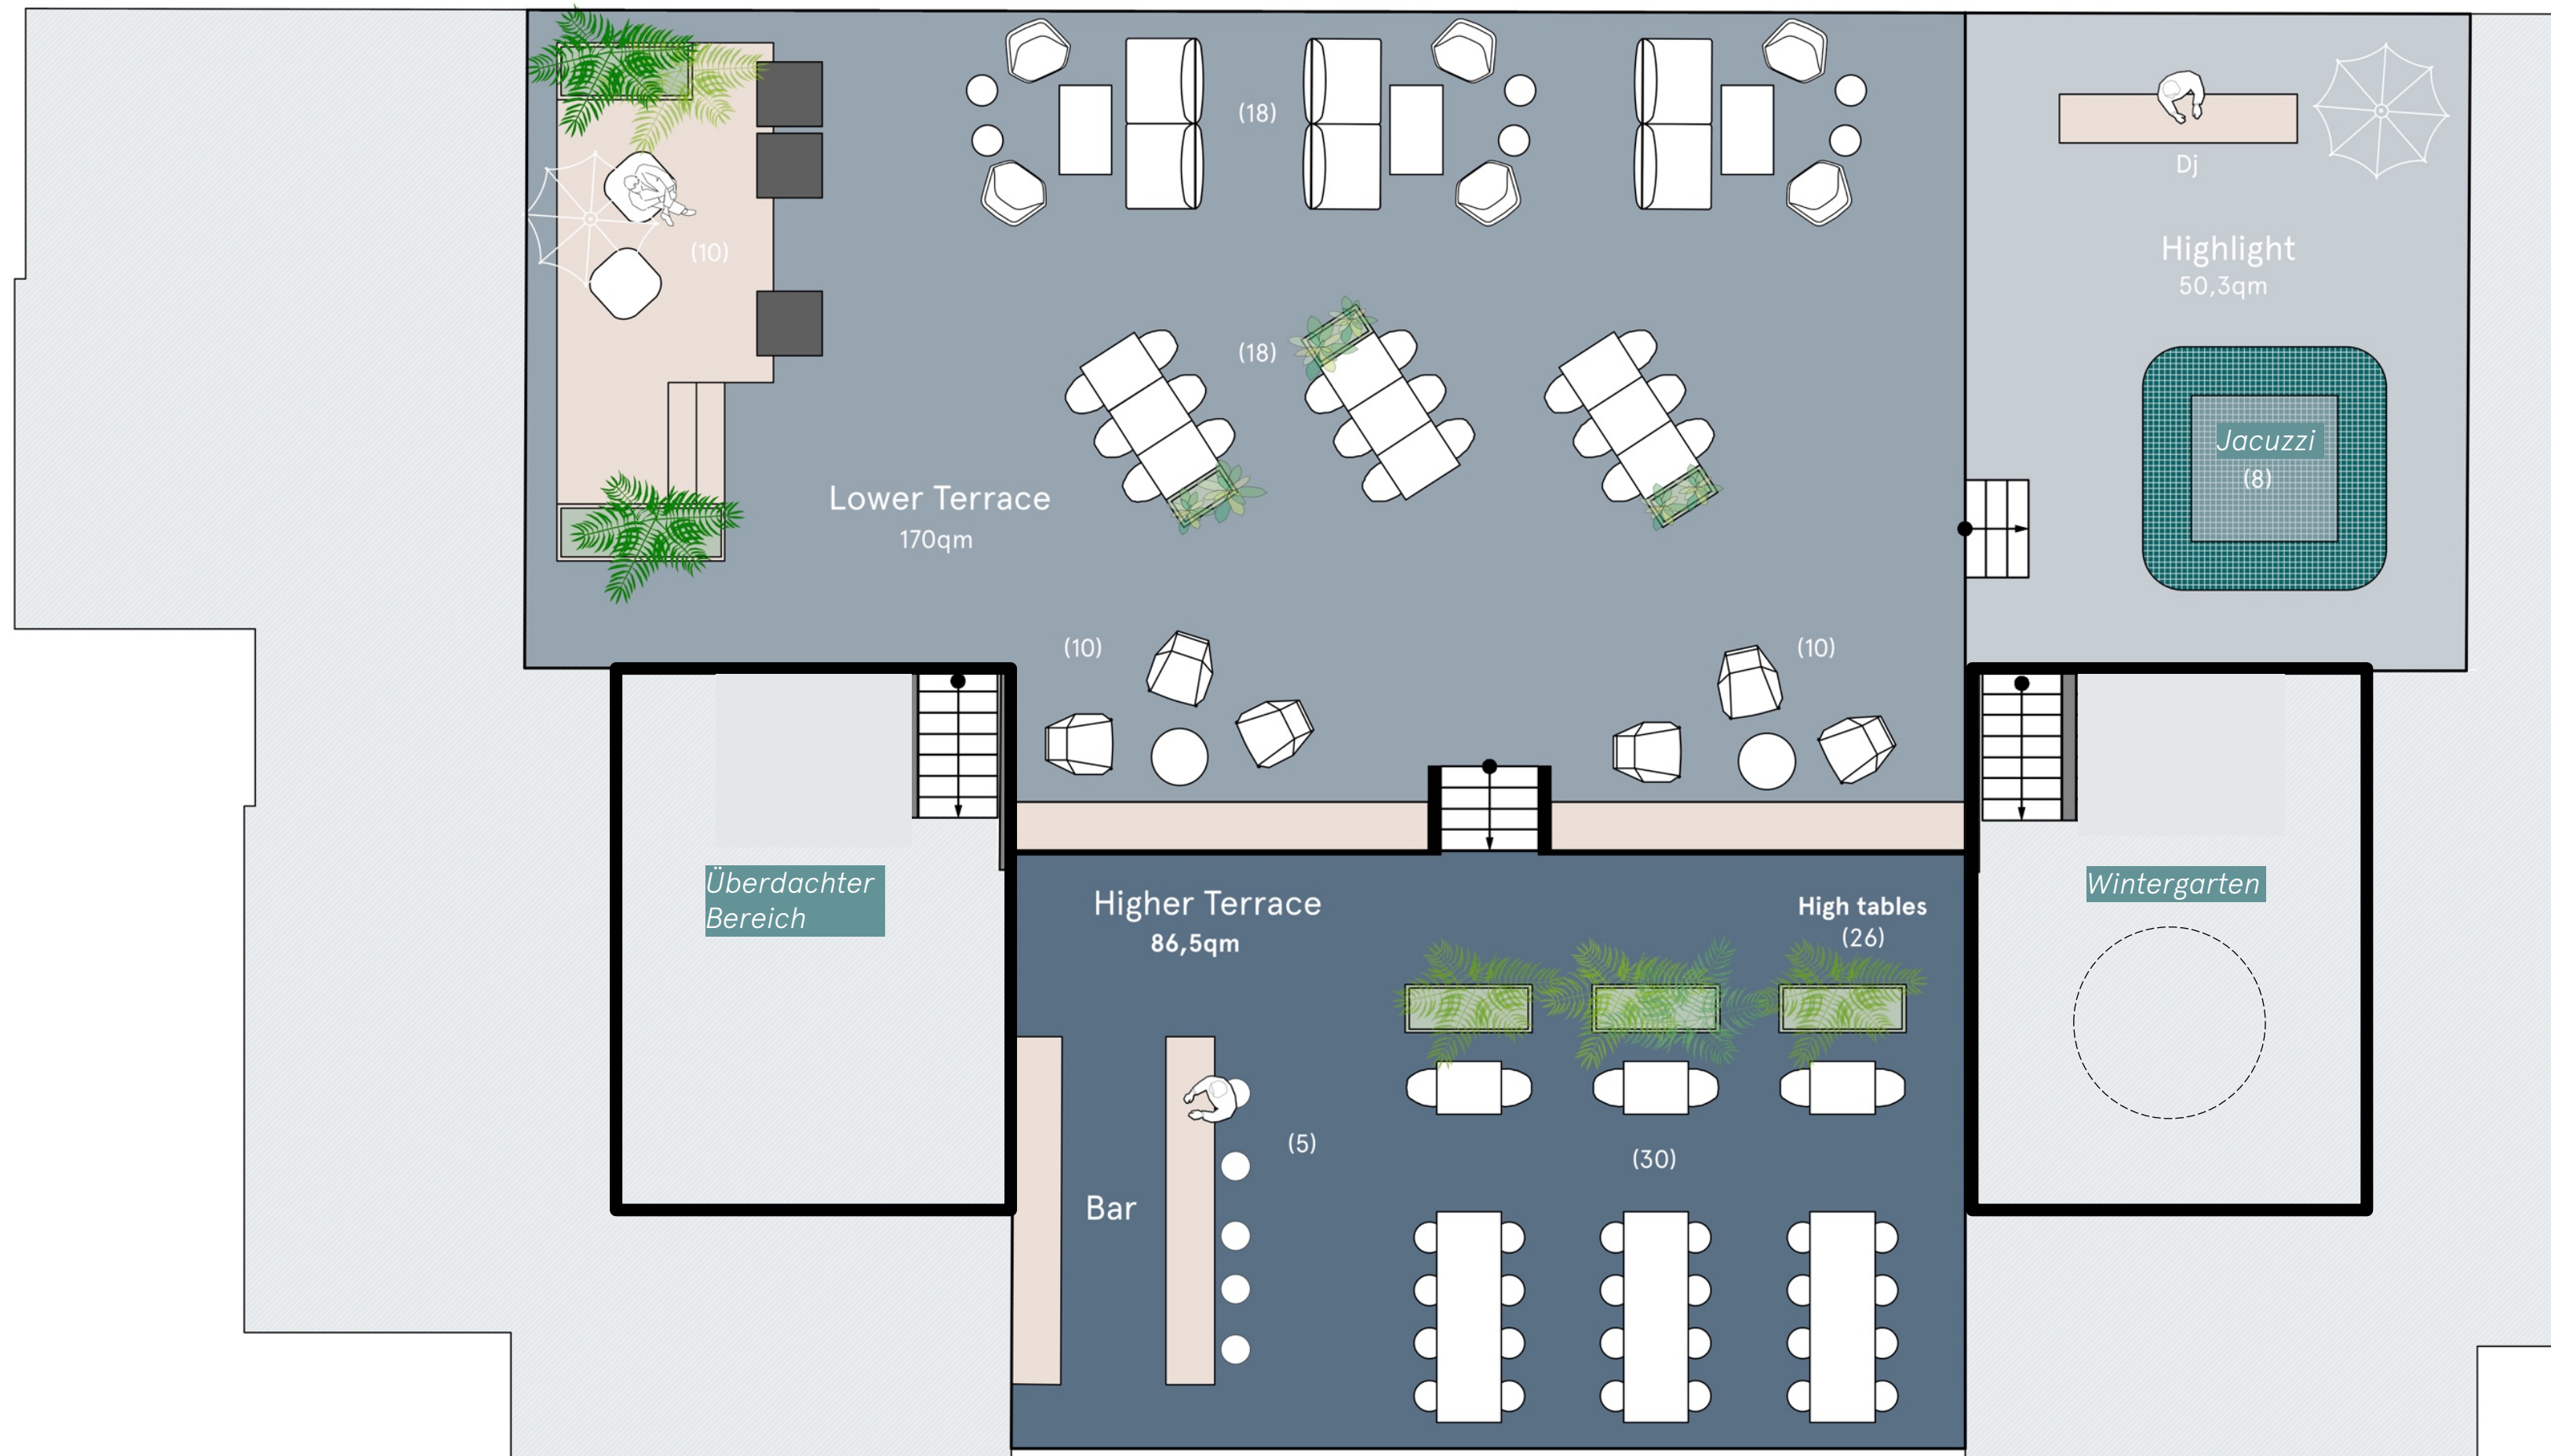 (18)
Dj
(10)
Highlight
50,3qm
(18)
Jacuzzi
(8)
Lower Terrace
170qm
(10)
(10)
Überdachter
Bereich
Wintergarten
Higher Terrace
86,5qm
High tables
(26)
(5)
(30)
Bar